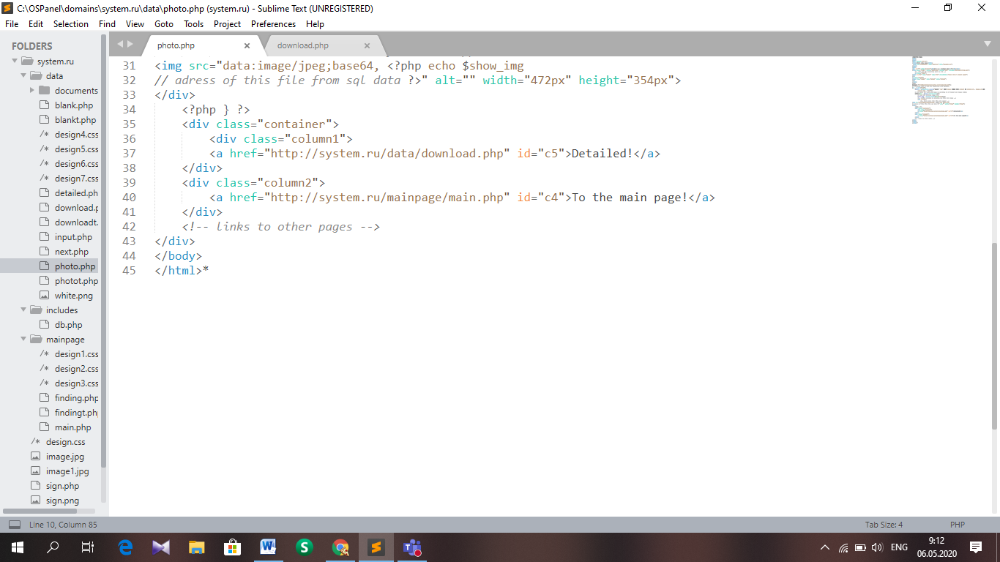 C:\OSPanel\domains\system.ru\data\photo.php (system.ru) - Sublime Text (UNREGISTERED)
File Edit Selection Find View Goto Tools Project Preferences Help
FOLDERS
system.ru
data
documents
blank.php
blankt.php
/* design4.css
/* design5.css
/* design6.css
/* design7.css
detailed.ph
download.p
downloadt.
input.php
next.php
photo.php
photot.php
white.png
includes
db.php
mainpage
/* design1.css
/* design2.css
/* design3.css
finding.php
findingt.ph
main.php
/* design.css
image.jpg
image1.jpg
sign.php
sign.png
photo.php × download.php ×
31 <img src="data:image/jpeg;base64, <?php echo $show_img
32 // adress of this file from sql data ?>" alt="" width="472px" height="354px">
33 </div>
34 <?php } ?>
35 <div class="container">
36 <div class="column1">
37 <a href="http://system.ru/data/download.php" id="c5">Detailed!</a>
38 </div>
39 <div class="column2">
40 <a href="http://system.ru/mainpage/main.php" id="c4">To the main page!</a>
41 </div>
42 <!-- links to other pages -->
43 </div>
44 </body>
45 </html>*
Line 10, Column 85 Tab Size: 4 PHP
ENG
9:12
06.05.2020